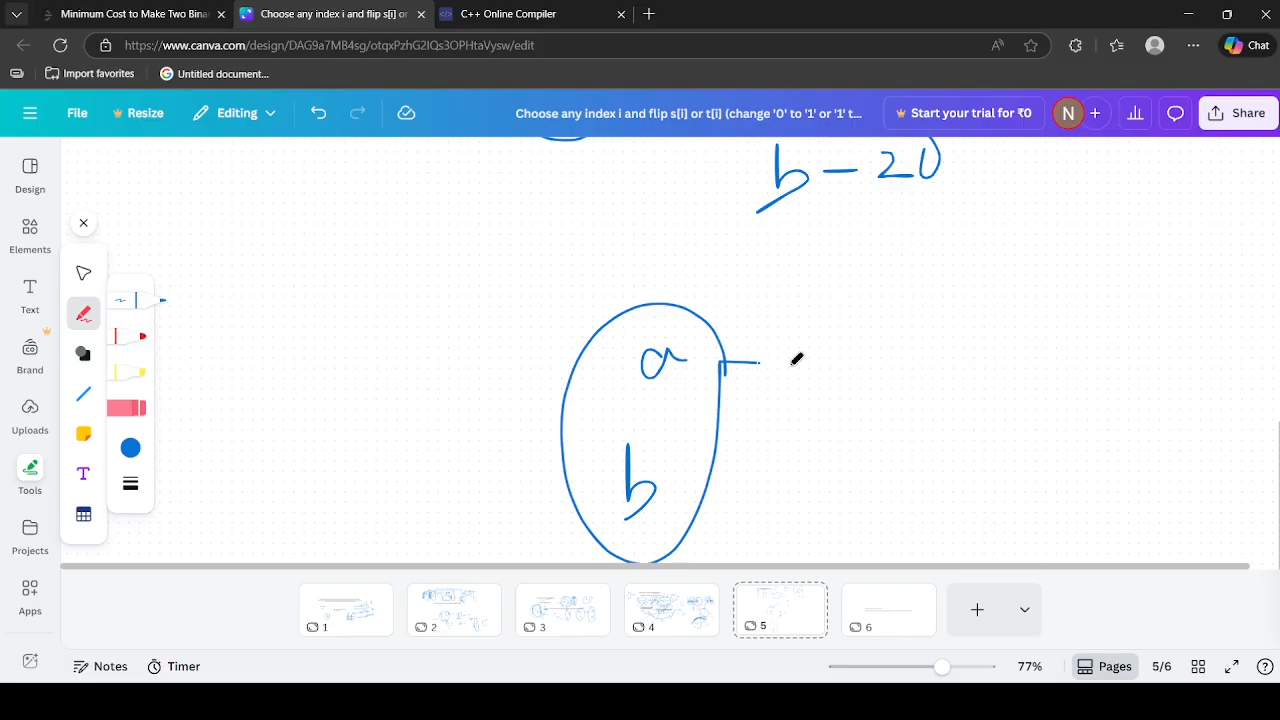 Minimum Cost to Make Two Bina
Choose any index i and flip s[i] or
C++ Online Compiler
https://www.canva.com/design/DAG9a7MB4sg/otqxPzhG2IQs3OPHtaVysw/edit
Chat
Import favorites
Untitled document...
File
Resize
Editing
Choose any index i and flip s[i] or t[i] (change '0' to '1' or '1' t...
Start your trial for ₹0
N
Share
b - 20
Design
Elements
Text
Brand
Uploads
Tools
Projects
Apps
a
b
1
2
3
4
5
6
Notes
Timer
77%
Pages
5/6